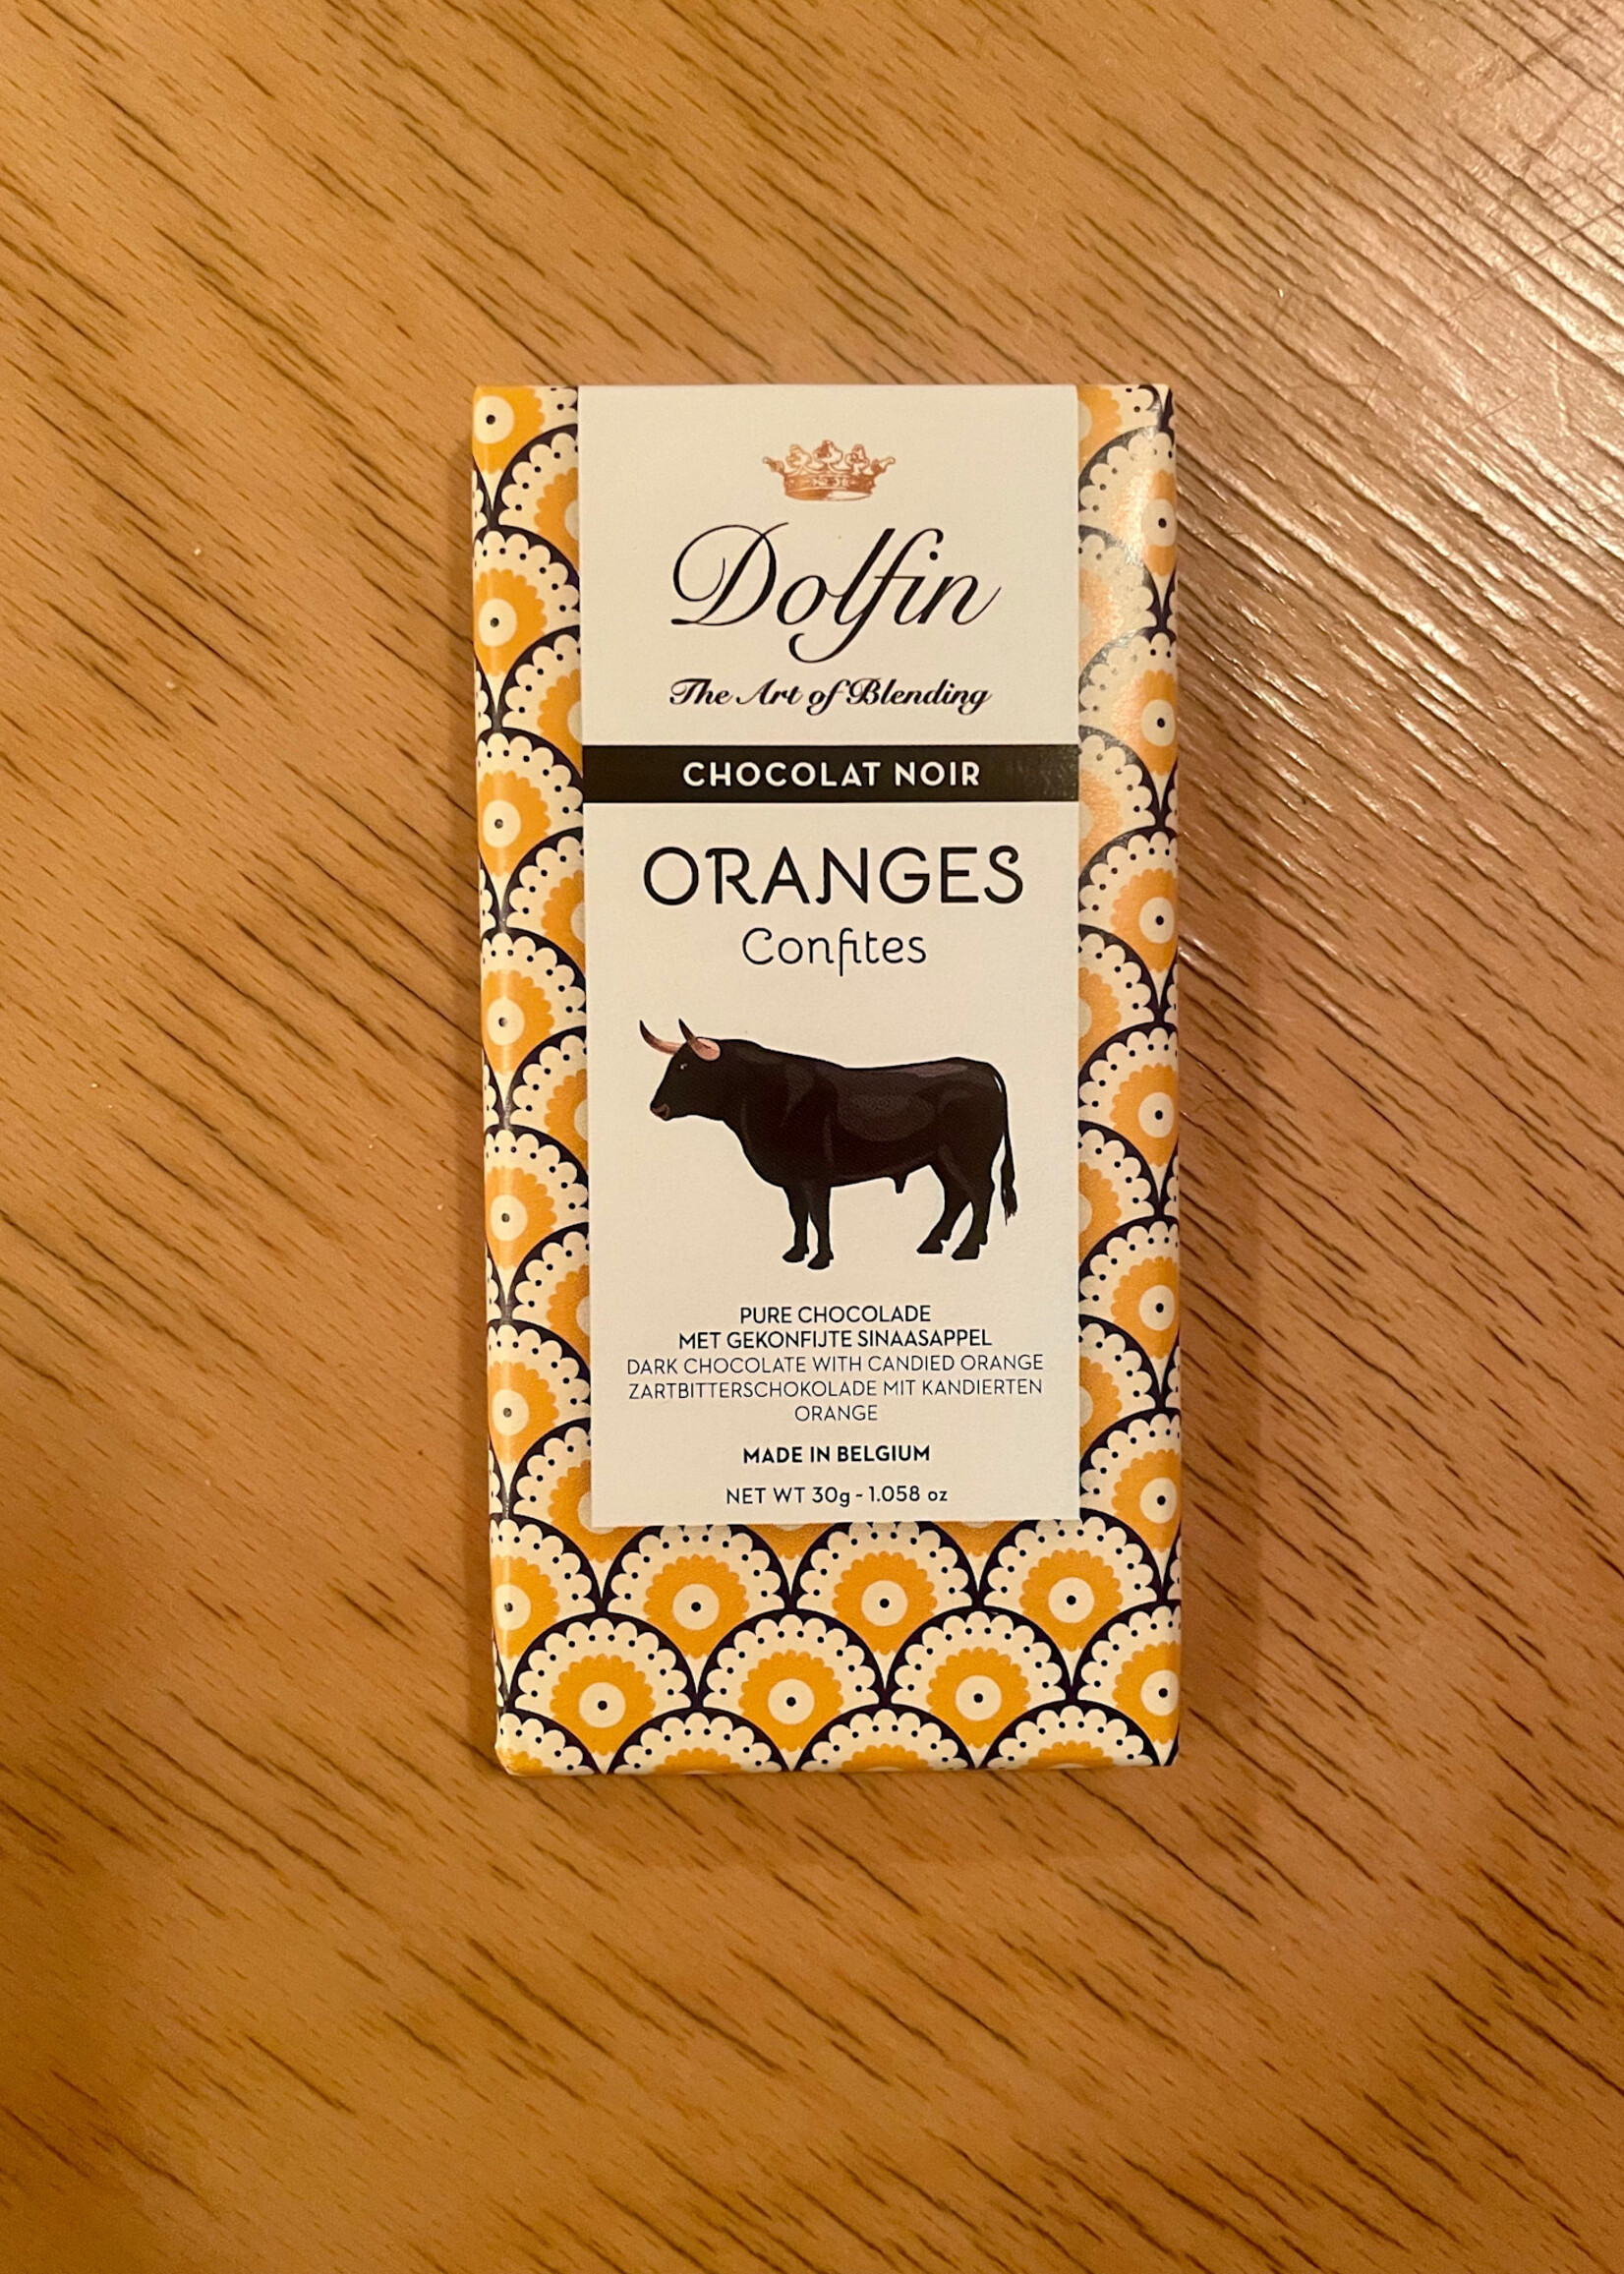 Dolfin
The Art of Blending
CHOCOLAT NOIR
ORANGES
Confites
PURE CHOCOLADE
MET GEKONFIJTE SINAASAPPEL
DARK CHOCOLATE WITH CANDIED ORANGE
ZARTBITTERSCHOKOLADE MIT KANDIERTEN
ORANGE
MADE IN BELGIUM
NET WT 30g - 1.058 oz